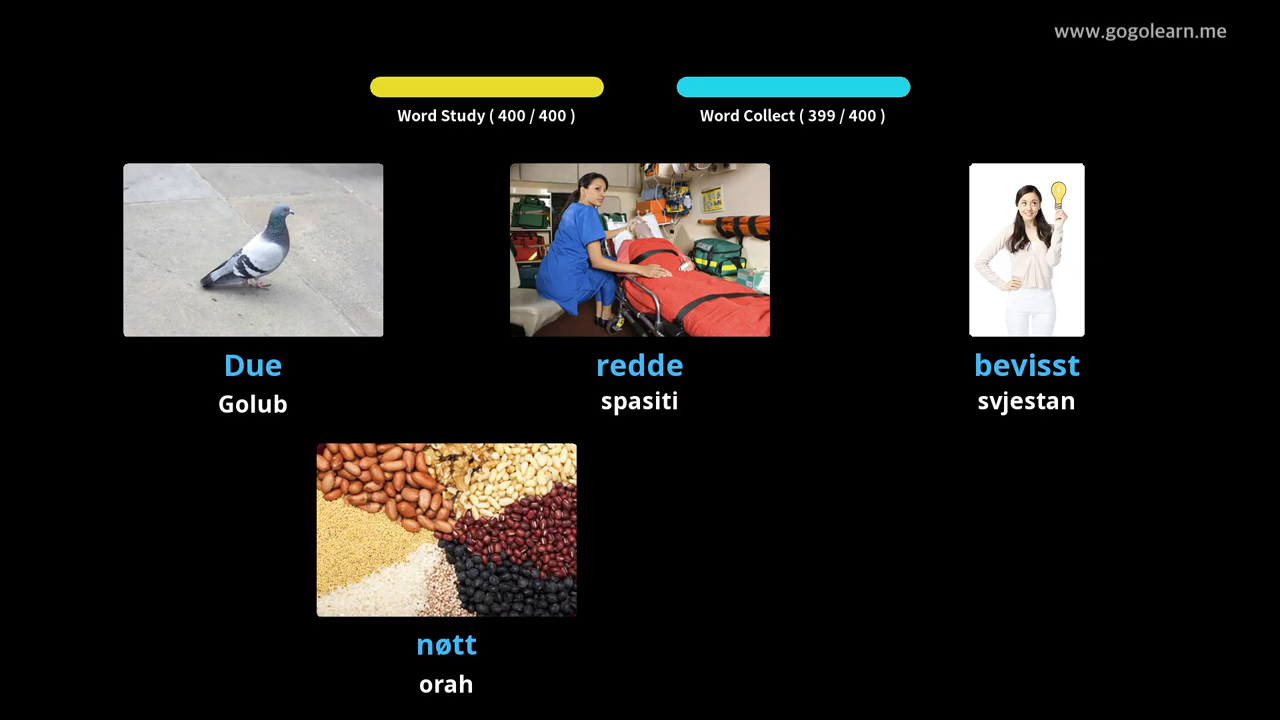 www.gogolearn.me
Word Study ( 400 / 400 )
Word Collect ( 399 / 400 )
Due
Golub
redde
spasiti
bevisst
svjestan
nøtt
orah